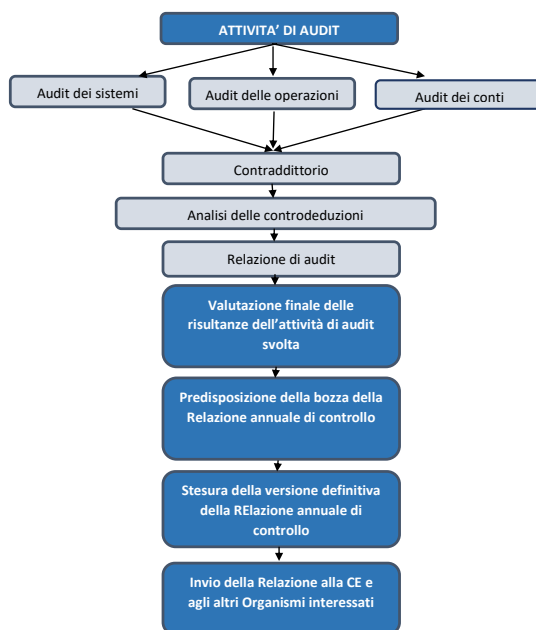 ATTIVITA’ DI AUDIT
Audit dei sistemi
Audit delle operazioni
Audit dei conti
Contraddittorio
Analisi delle controdeduzioni
Relazione di audit
Valutazione finale delle
risultanze dell’attività di audit
svolta
Predisposizione della bozza della
Relazione annuale di controllo
Stesura della versione definitiva
della RElazione annuale di
controllo
Invio della Relazione alla CE e
agli altri Organismi interessati